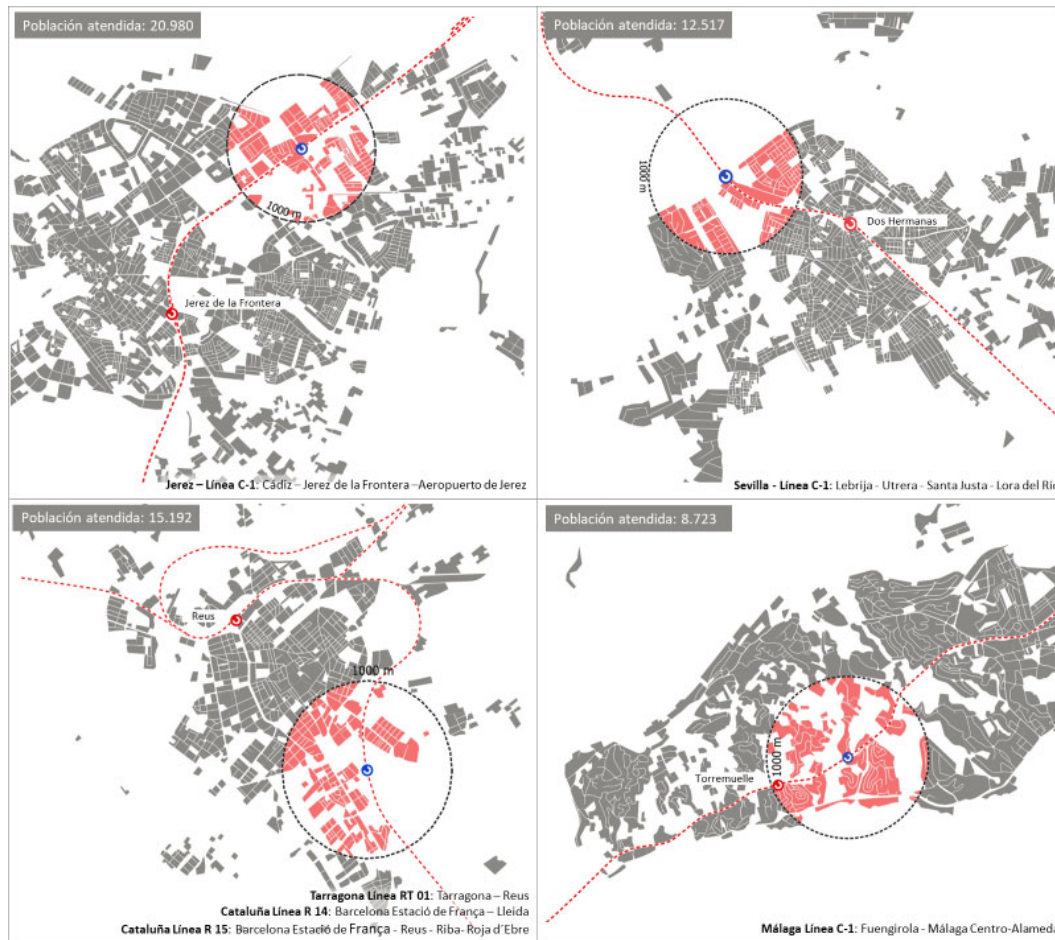 Población atendida: 20.980
1000 m
Jerez de la Frontera
Jerez – Línea C-1: Cádiz – Jerez de la Frontera –Aeropuerto de Jerez
Población atendida: 12.517
1000 m
Dos Hermanas
Sevilla - Línea C-1: Lebrija - Utrera - Santa Justa - Lora del Río
Población atendida: 15.192
Reus
1000 m
Tarragona Línea RT 01: Tarragona – Reus
Cataluña Línea R 14: Barcelona Estació de França – Lleida
Cataluña Línea R 15: Barcelona Estació de França - Reus - Riba- Roja d´Ebre
Población atendida: 8.723
1000 m
Torremuelle
Málaga Línea C-1: Fuengirola - Málaga Centro-Alameda